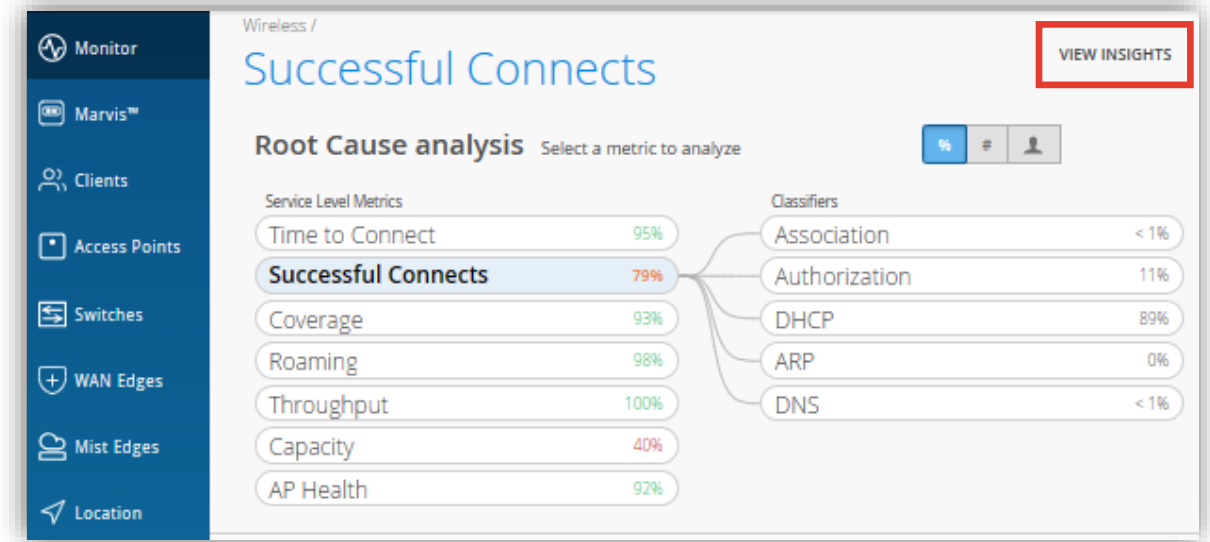 Monitor
Marvis™
Clients
Access Points
Switches
WAN Edges
Mist Edges
Location
Wireless /
Successful Connects
VIEW INSIGHTS
Root Cause analysis Select a metric to analyze
% #
Service Level Metrics
Time to Connect 95%
Successful Connects 79%
Coverage 93%
Roaming 98%
Throughput 100%
Capacity 40%
AP Health 92%
Classifiers
Association < 1%
Authorization 11%
DHCP 89%
ARP 0%
DNS < 1%